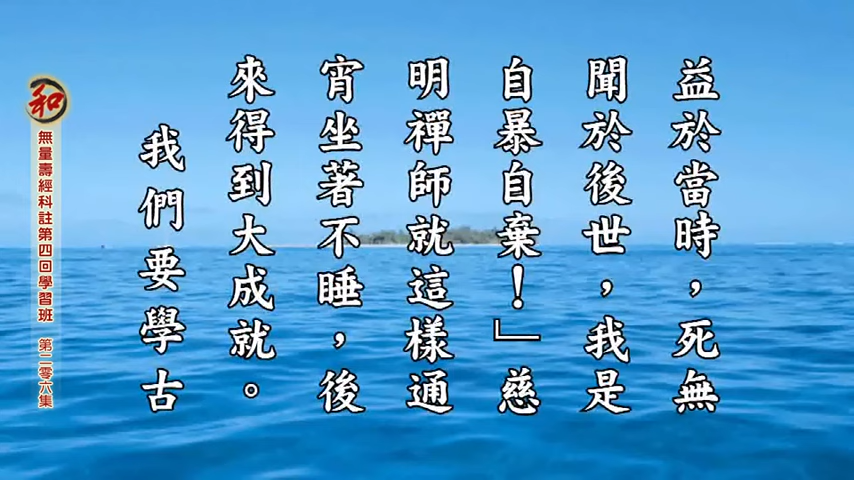 益於當時，死無
聞於後世，我是
自暴自棄！」慈
明禪師就這樣通
宵坐著不睡，後
來得到大成就。
我們要學古
和
無量壽經科註第四回學習班 第二零六集